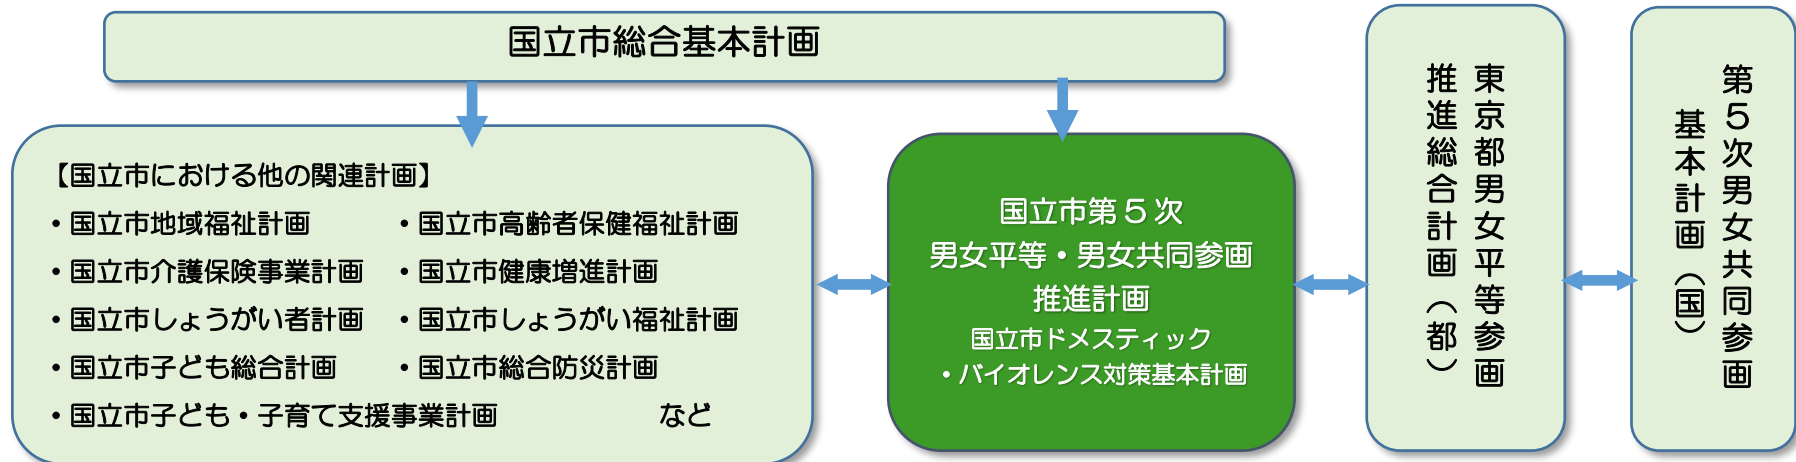 国立市総合基本計画
【国立市における他の関連計画】
・国立市地域福祉計画　・国立市高齢者保健福祉計画
・国立市介護保険事業計画　・国立市健康増進計画
・国立市しょうがい者計画　・国立市しょうがい福祉計画
・国立市子ども総合計画　・国立市総合防災計画
・国立市子ども・子育て支援事業計画　など
国立市第５次
男女平等・男女共同参画
推進計画
国立市ドメスティック
・バイオレンス対策基本計画
東京都男女平等参画
推進総合計画（都）
第５次男女共同参画
基本計画（国）